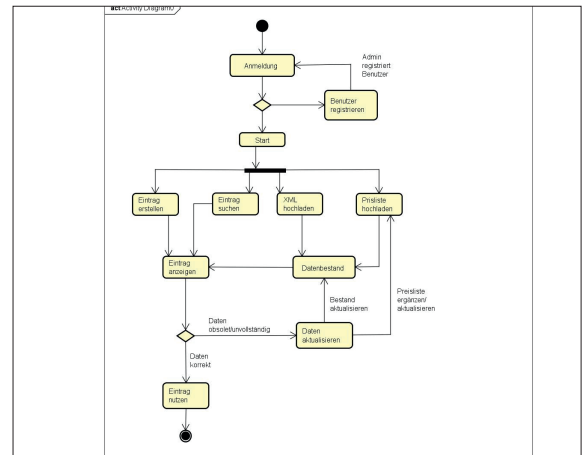 act Activity Diagram0
Anmeldung
Admin
registriert
Benutzer
Benutzer
registrieren
Start
Eintrag
erstellen
Eintrag
suchen
XML
hochladen
Prisliste
hochladen
Eintrag
anzeigen
Datenbestand
Bestand
aktualisieren
Preisliste
ergänzen/
aktualisieren
Daten
obsolet/unvollständig
Daten
aktualisieren
Daten
korrekt
Eintrag
nutzen